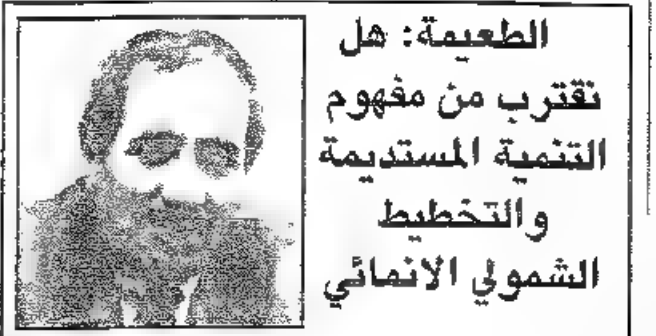 الطعيمة: هل
نقترب من مفهوم
التنمية المستديمة
والتخطيط
الشمولي الانمائي